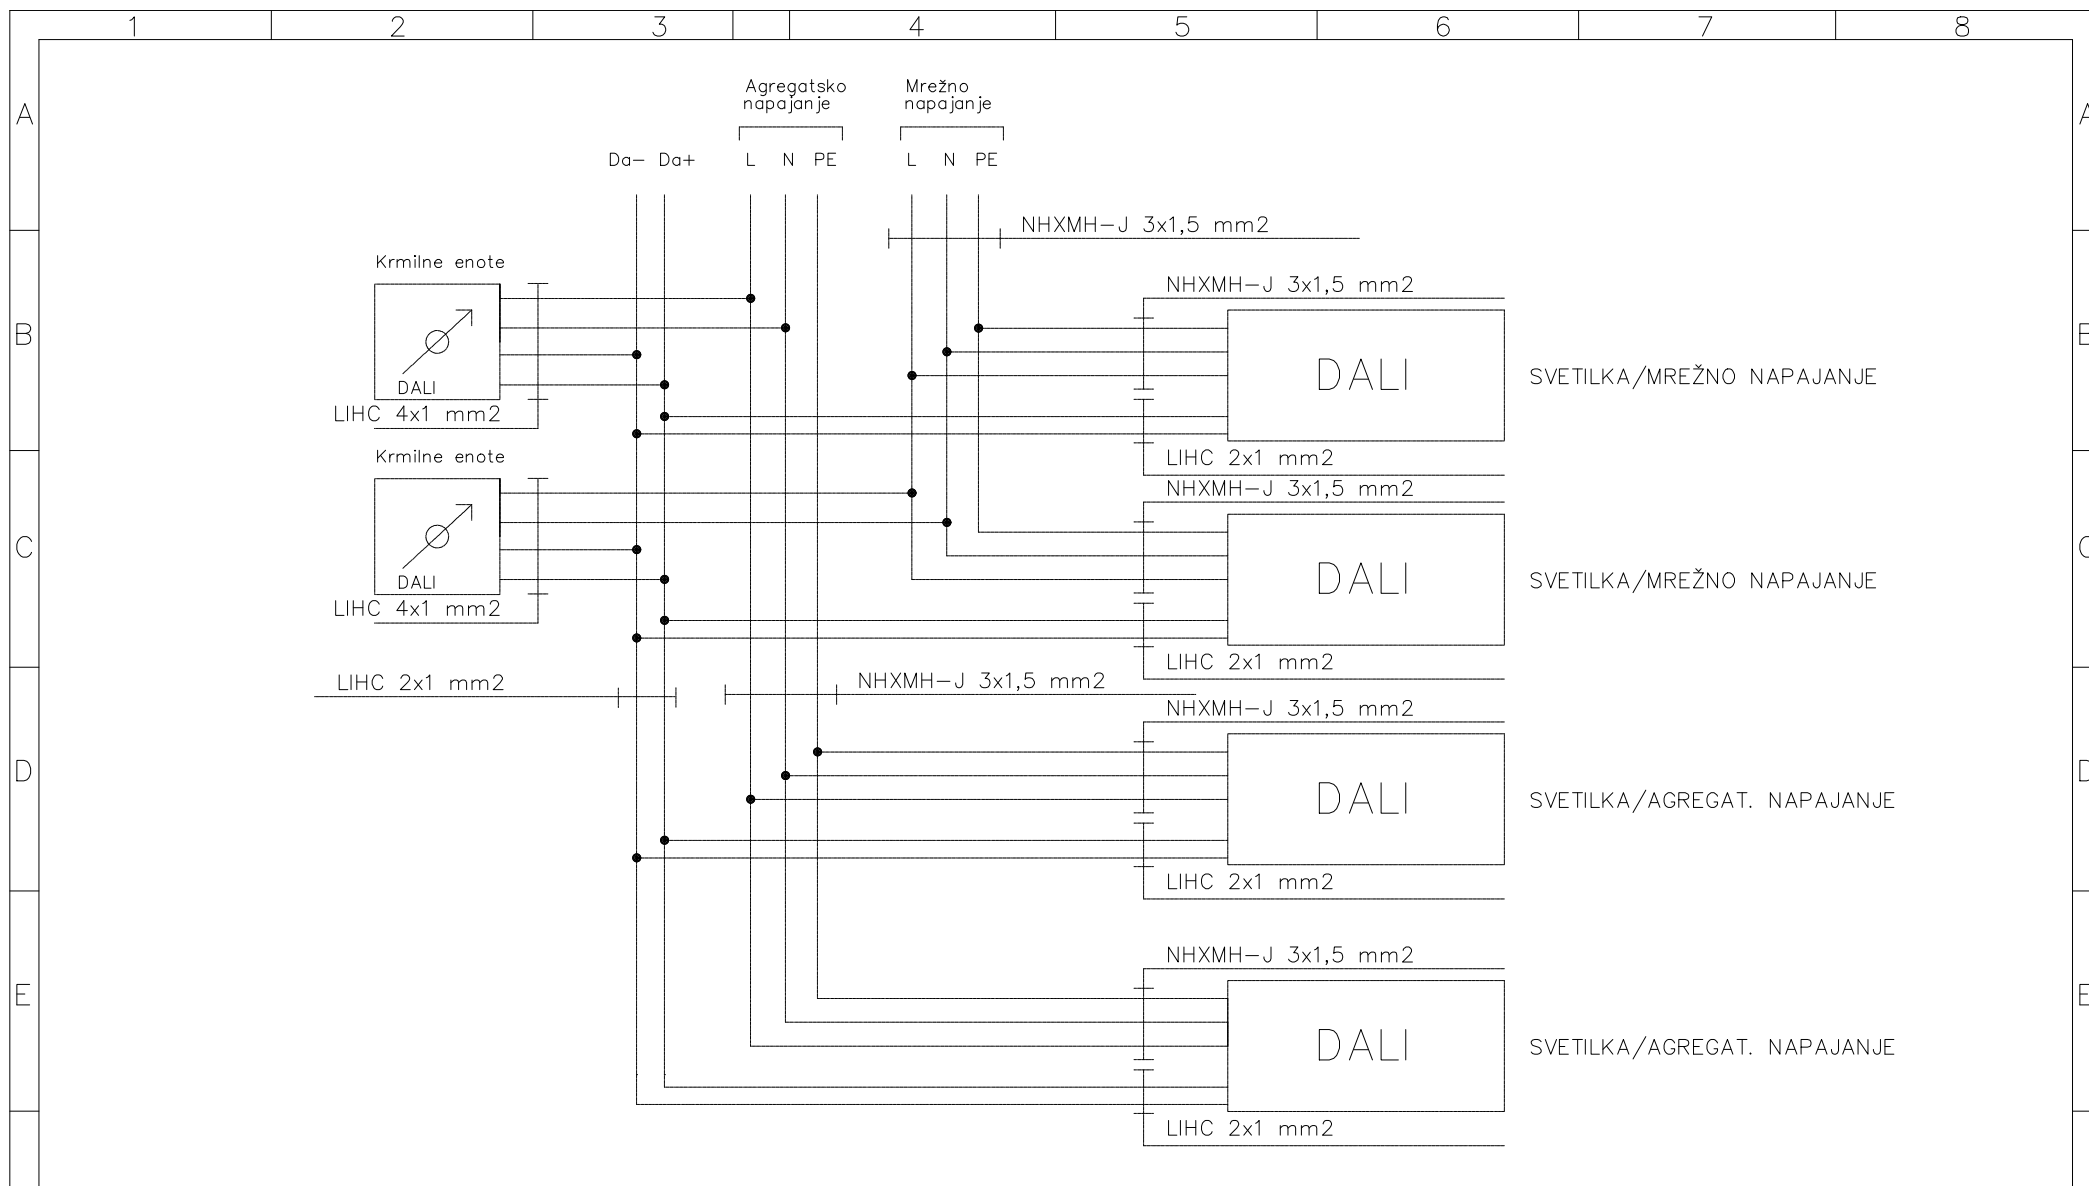 1 2 3 4 5 6 7 8
A
Agregatsko
napajanje
Mrežno
napajanje
A
Da- Da+ L N PE L N PE
NHXMH-J 3x1,5 mm2
Krmilne enote
NHXMH-J 3x1,5 mm2
B
DALI
SVETILKA/MREŽNO NAPAJANJE
DALI
LIHC 4x1 mm2
Krmilne enote
LIHC 2x1 mm2
NHXMH-J 3x1,5 mm2
C
DALI
SVETILKA/MREŽNO NAPAJANJE
DALI
LIHC 4x1 mm2
LIHC 2x1 mm2
LIHC 2x1 mm2
NHXMH-J 3x1,5 mm2
NHXMH-J 3x1,5 mm2
D
DALI
SVETILKA/AGREGAT. NAPAJANJE
LIHC 2x1 mm2
NHXMH-J 3x1,5 mm2
E
DALI
SVETILKA/AGREGAT. NAPAJANJE
LIHC 2x1 mm2